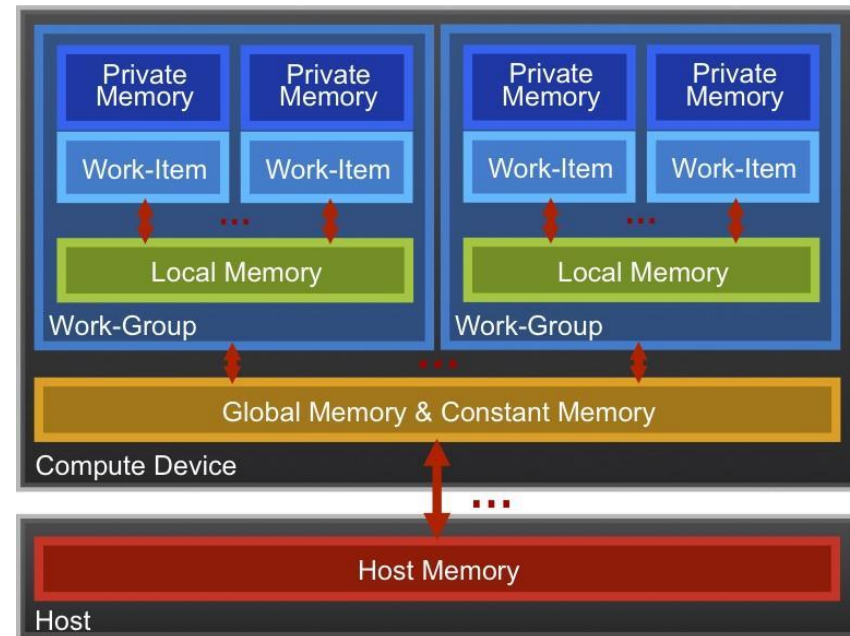 Private Memory
Private Memory
Private Memory
Private Memory
Work-Item
Work-Item
Work-Item
Work-Item
...
...
Local Memory
Local Memory
Work-Group
Work-Group
...
Global Memory & Constant Memory
Compute Device
...
Host Memory
Host